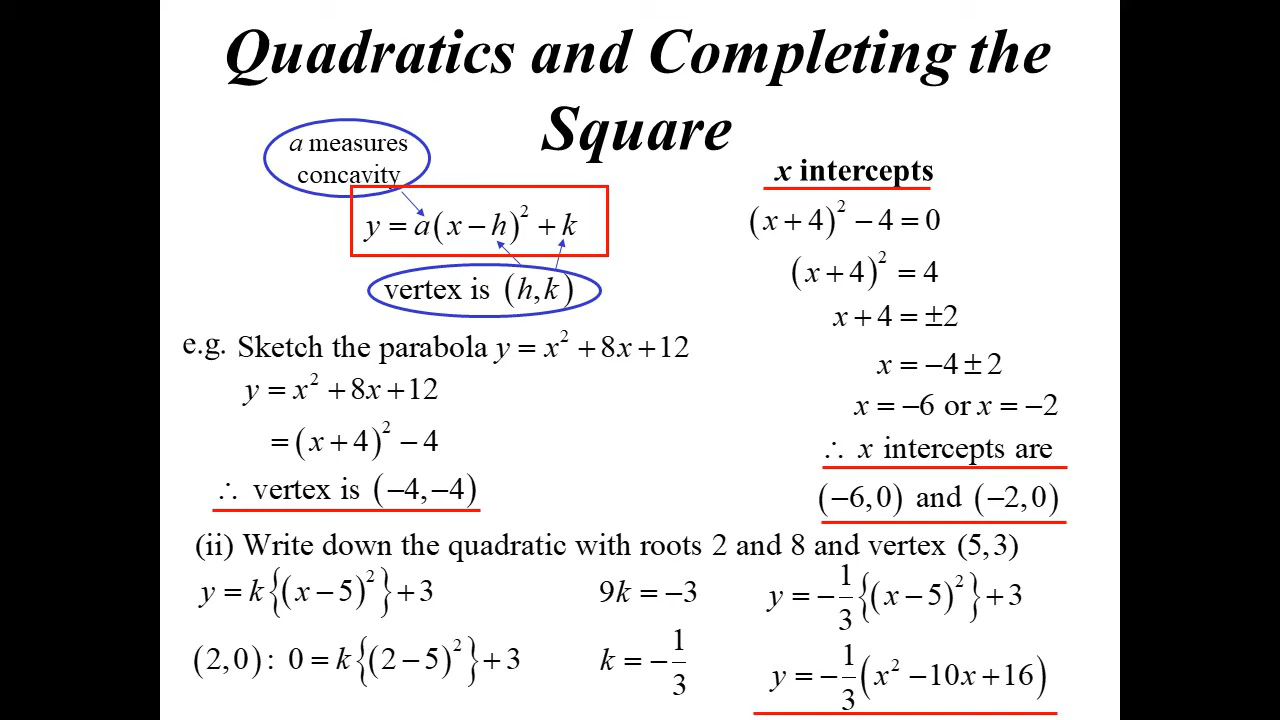 Quadratics and Completing the
Square
a measures
concavity
y = a(x − h)² + k
vertex is (h, k)
e.g. Sketch the parabola y = x² + 8x + 12
y = x² + 8x + 12
= (x + 4)² − 4
∴ vertex is (−4, −4)
x intercepts
(x + 4)² − 4 = 0
(x + 4)² = 4
x + 4 = ±2
x = −4 ± 2
x = −6 or x = −2
∴ x intercepts are
(−6, 0) and (−2, 0)
(ii) Write down the quadratic with roots 2 and 8 and vertex (5, 3)
y = k{(x − 5)²} + 3
(2, 0): 0 = k{(2 − 5)²} + 3
9k = −3
k = −1/3
y = −1/3{(x − 5)²} + 3
y = −1/3(x² − 10x + 16)